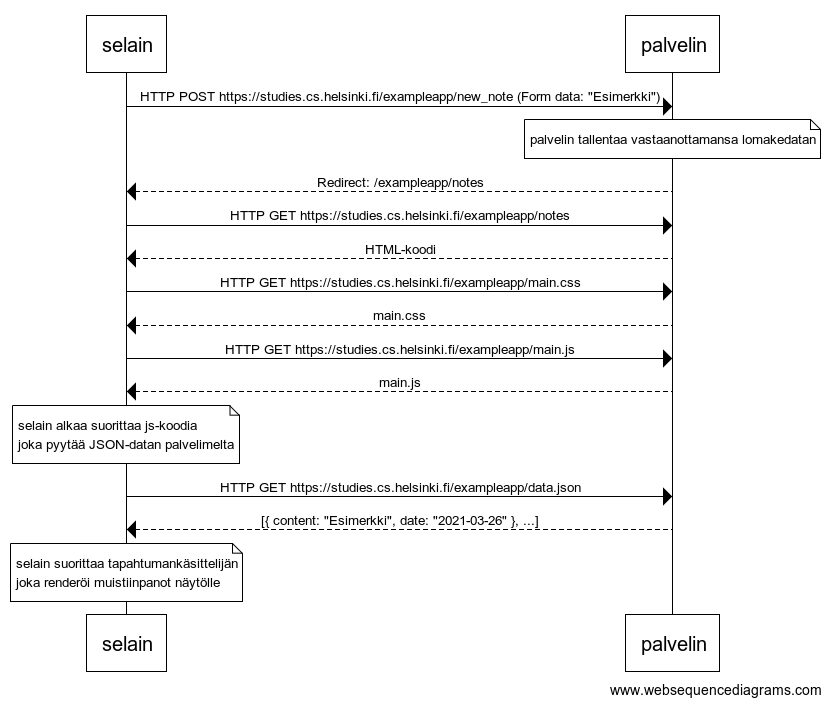 selain
palvelin
HTTP POST https://studies.cs.helsinki.fi/exampleapp/new_note (Form data: "Esimerkki")
palvelin tallentaa vastaanottamansa lomakedatan
Redirect: /exampleapp/notes
HTTP GET https://studies.cs.helsinki.fi/exampleapp/notes
HTML-koodi
HTTP GET https://studies.cs.helsinki.fi/exampleapp/main.css
main.css
HTTP GET https://studies.cs.helsinki.fi/exampleapp/main.js
main.js
selain alkaa suorittaa js-koodia
joka pyytää JSON-datan palvelimelta
HTTP GET https://studies.cs.helsinki.fi/exampleapp/data.json
[{ content: "Esimerkki", date: "2021-03-26" }, ...]
selain suorittaa tapahtumankäsittelijän
joka renderöi muistiinpanot näytölle
selain
palvelin
www.websequencediagrams.com